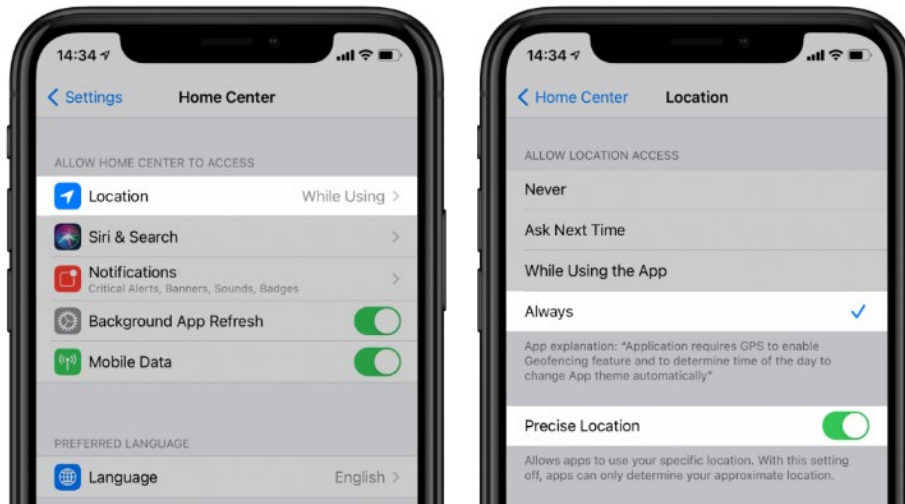 14:34
Settings
Home Center
ALLOW HOME CENTER TO ACCESS
Location
While Using
Siri & Search
Notifications
Critical Alerts, Banners, Sounds, Badges
Background App Refresh
Mobile Data
PREFERRED LANGUAGE
Language
English
14:34
Home Center
Location
ALLOW LOCATION ACCESS
Never
Ask Next Time
While Using the App
Always
App explanation: “Application requires GPS to enable
Geofencing feature and to determine time of the day to
change App theme automatically”
Precise Location
Allows apps to use your specific location. With this setting
off, apps can only determine your approximate location.